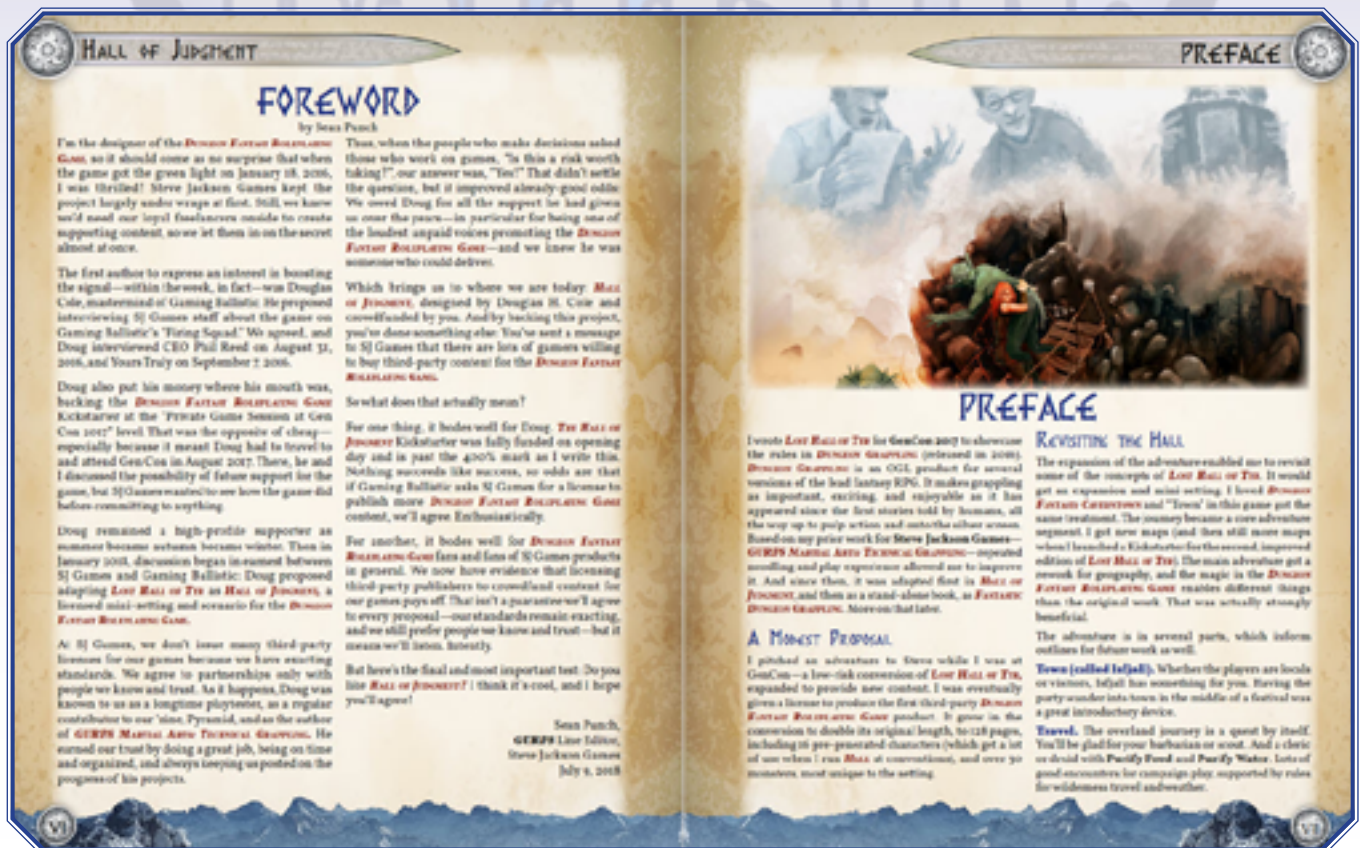 Hall of Judgment
FOREWORD
by Sean Punch
I'm the designer of the Dungeon Fantasy Roleplaying
Game, so it should come as no surprise that when
the game got the green light on January 18, 2016,
I was thrilled! Steve Jackson Games kept the
project largely under wraps at first. Still, we knew
we'd need our loyal freelancers onside to create
supporting content, so we let them in on the secret
almost at once.
The first author to express an interest in boosting
the signal—within the week, in fact—was Douglas
Cole, mastermind of Gaming Ballistic. He proposed
interviewing SJ Games staff about the game on
Gaming Ballistic's "Firing Squad." We agreed, and
Doug interviewed CEO Phil Reed on August 31,
2016, and Yours Truly on September 7, 2016.
Doug also put his money where his mouth was,
backing the Dungeon Fantasy Roleplaying Game
Kickstarter at the "Private Game Session at Gen
Con 2017" level. That was the opposite of cheap—
especially because it meant Doug had to travel to
and attend Gen Con in August 2017. There, he and
I discussed the possibility of future support for the
game, but SJ Games wanted to see how the game did
before committing to anything.
Doug remained a high-profile supporter as
summer became autumn became winter. Then in
January 2018, discussion began in earnest between
SJ Games and Gaming Ballistic: Doug proposed
adapting Lost Hall of Tyr as Hall of Judgment, a
licensed mini-setting and scenario for the Dungeon
Fantasy Roleplaying Game.
At SJ Games, we don't issue many third-party
licenses for our games because we have exacting
standards. We agree to partnerships only with
people we know and trust. As it happens, Doug was
known to us as a longtime playtester, as a regular
contributor to our 'zine, Pyramid, and as the author
of GURPS Martial Arts: Technical Grappling. He
earned our trust by doing a great job, being on time
and organized, and always keeping us posted on the
progress of his projects.
Thus, when the people who make decisions asked
those who work on games, "Is this a risk worth
taking?", our answer was, "Yes!" That didn't settle
the question, but it improved already-good odds:
We owed Doug for all the support he had given
us over the years—in particular for being one of
the loudest unpaid voices promoting the Dungeon
Fantasy Roleplaying Game—and we knew he was
someone who could deliver.
Which brings us to where we are today: Hall
of Judgment, designed by Douglas H. Cole and
crowdfunded by you. And by backing this project,
you've done something else: You've sent a message
to SJ Games that there are lots of gamers willing
to buy third-party content for the Dungeon Fantasy
Roleplaying Game.
So what does that actually mean?
For one thing, it bodes well for Doug. The Hall of
Judgment Kickstarter was fully funded on opening
day and is past the 400% mark as I write this.
Nothing succeeds like success, so odds are that
if Gaming Ballistic asks SJ Games for a license to
publish more Dungeon Fantasy Roleplaying Game
content, we'll agree. Enthusiastically.
For another, it bodes well for Dungeon Fantasy
Roleplaying Game fans and fans of SJ Games products
in general. We now have evidence that licensing
third-party publishers to crowdfund content for
our games pays off. That isn't a guarantee we'll agree
to every proposal—our standards remain exacting,
and we still prefer people we know and trust—but it
means we'll listen. Intently.
But here's the final and most important test: Do you
like Hall of Judgment? I think it's cool, and I hope
you'll agree!
Sean Punch,
GURPS Line Editor,
Steve Jackson Games
July 9, 2018
VI
PREFACE
PREFACE
I wrote Lost Hall of Tyr for GenCon 2017 to showcase
the rules in Dungeon Grappling (released in 2016).
Dungeon Grappling is an OGL product for several
versions of the lead fantasy RPG. It makes grappling
as important, exciting, and enjoyable as it has
appeared since the first stories told by humans, all
the way up to pulp action and onto the silver screen.
Based on my prior work for Steve Jackson Games—
GURPS Martial Arts: Technical Grappling—repeated
noodling and play experience allowed me to improve
it. And since then, it was adapted first in Hall of
Judgment, and then as a stand-alone book, as Fantastic
Dungeon Grappling. More on that later.
A Modest Proposal
I pitched an adventure to Steve while I was at
GenCon—a low-risk conversion of Lost Hall of Tyr,
expanded to provide new content. I was eventually
given a license to produce the first third-party Dungeon
Fantasy Roleplaying Game product. It grew in the
conversion to double its original length, to 128 pages,
including 16 pre-generated characters (which get a lot
of use when I run Hall at conventions), and over 30
monsters, most unique to the setting.
Revisiting the Hall
The expansion of the adventure enabled me to revisit
some of the concepts of Lost Hall of Tyr. It would
get an expansion and mini-setting. I loved Dungeon
Fantasy Caverntown and "Town" in this game got the
same treatment. The journey became a core adventure
segment. I got new maps (and then still more maps
when I launched a Kickstarter for the second, improved
edition of Lost Hall of Tyr). The main adventure got a
rework for geography, and the magic in the Dungeon
Fantasy Roleplaying Game enables different things
than the original work. That was actually strongly
beneficial.
The adventure is in several parts, which inform
outlines for future work as well.
Town (called Isfjall). Whether the players are locals
or visitors, Isfjall has something for you. Having the
party wander into town in the middle of a festival was
a great introductory device.
Travel. The overland journey is a quest by itself.
You'll be glad for your barbarian or scout. And a cleric
or druid with Purify Food and Purify Water. Lots of
good encounters for campaign play, supported by rules
for wilderness travel and weather.